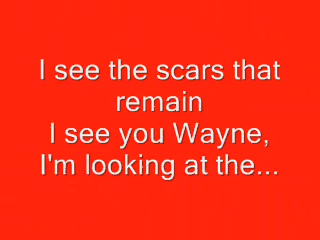 I see the scars that
remain
I see you Wayne,
I'm looking at the...